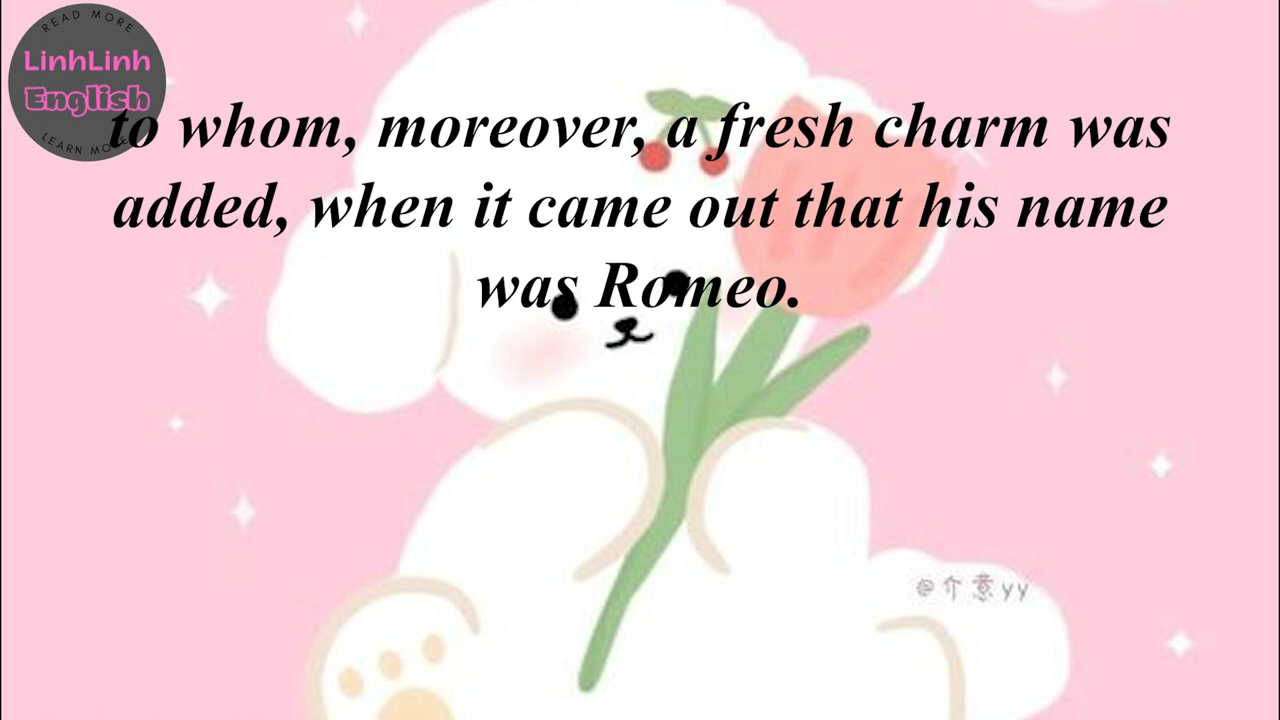 READ MORE
LinhLinh
English
LEARN MORE
to whom, moreover, a fresh charm was
added, when it came out that his name
was Romeo.
@介意yy